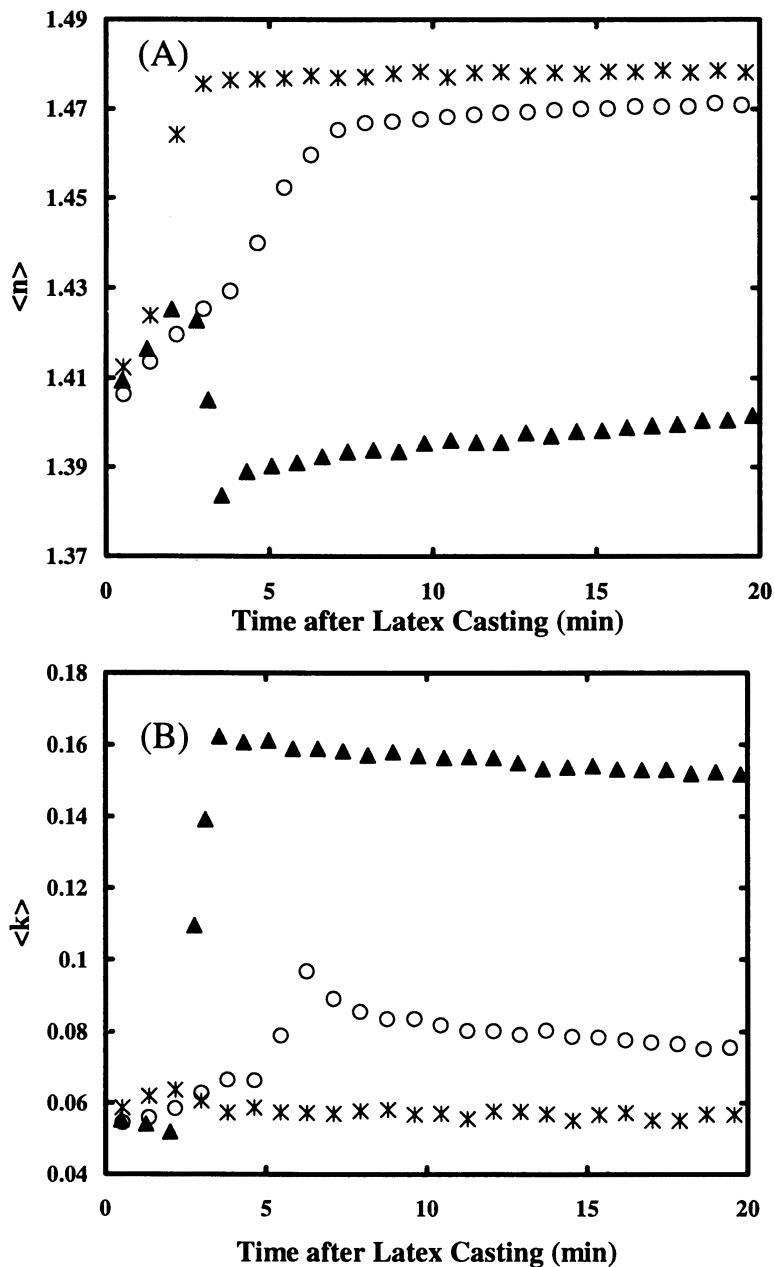 1.49
(A)
1.47
1.45
1.43
<n>
1.41
1.39
1.37
0 5 10 15 20
Time after Latex Casting (min)
0.18
(B)
0.16
0.14
0.12
<k>
0.1
0.08
0.06
0.04
0 5 10 15 20
Time after Latex Casting (min)